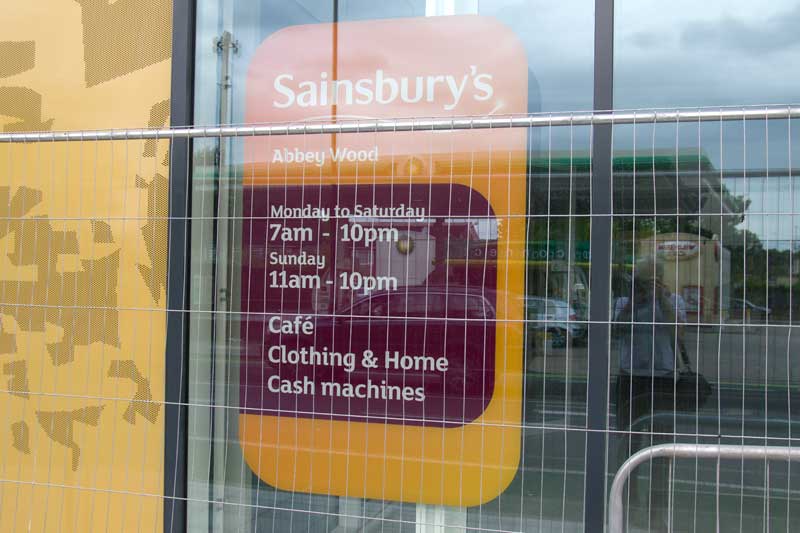 Sainsbury's
Abbey Wood
Monday to Saturday
7am - 10pm
Sunday
11am - 10pm
Café
Clothing & Home
Cash machines